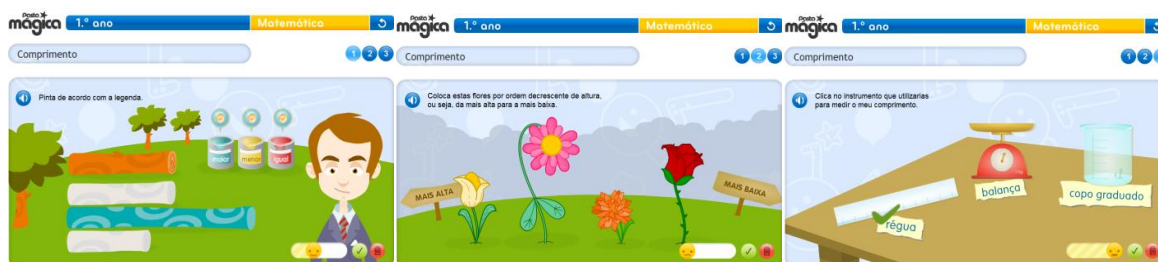 Pasta mágica
1.º ano
Matemática
Comprimento
1 2 3
Pinta de acordo com a legenda.
maior
menor
igual
Pasta mágica
1.º ano
Matemática
Comprimento
1 2 3
Coloca estas flores por ordem decrescente de altura,
ou seja, da mais alta para a mais baixa.
MAIS ALTA
MAIS BAIXA
Pasta mágica
1.º ano
Matemática
Comprimento
1 2
Clica no instrumento que utilizarias
para medir o meu comprimento.
balança
copo graduado
régua